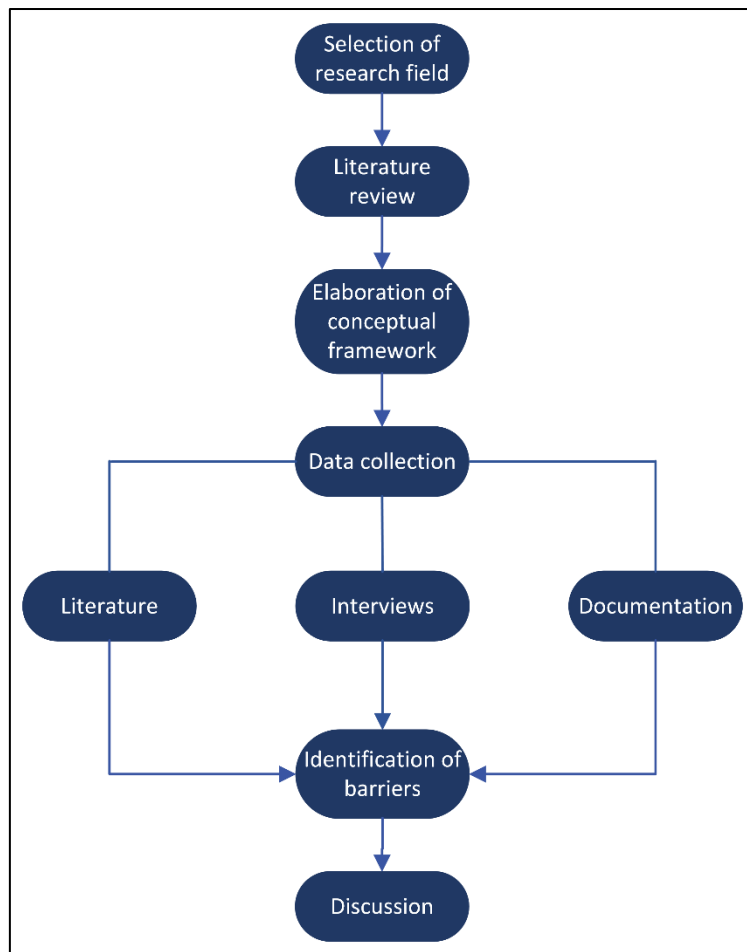 Selection of
research field
Literature
review
Elaboration of
conceptual
framework
Data collection
Literature
Interviews
Documentation
Identification of
barriers
Discussion